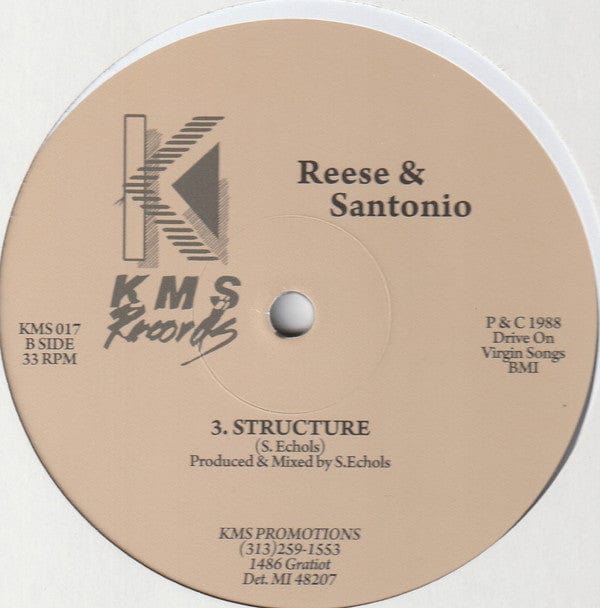 K
KMS
Records
Reese &
Santonio
KMS 017
B SIDE
33 RPM
P & C 1988
Drive On
Virgin Songs
BMI
3. STRUCTURE
(S. Echols)
Produced & Mixed by S.Echols
KMS PROMOTIONS
(313)259-1553
1486 Gratiot
Det. MI 48207